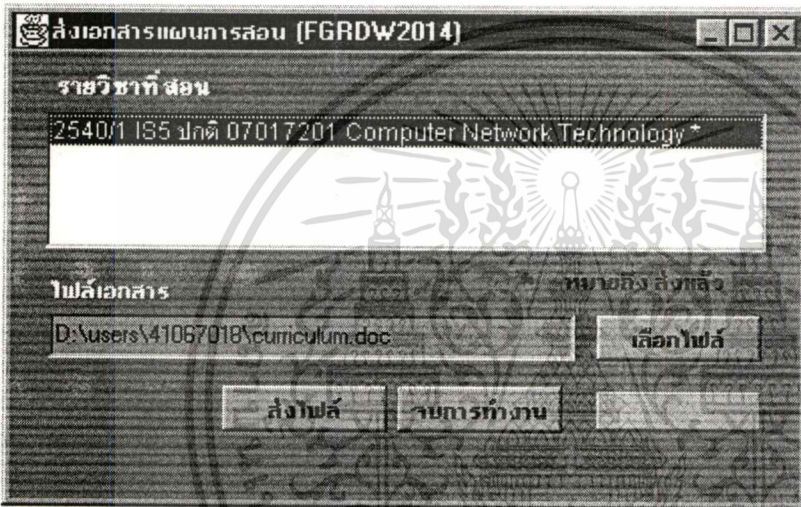 ส่งเอกสารแผนการสอน (FGRDW2014)
รายวิชาที่สอน
2540/1 IS5 ปกติ 07017201 Computer Network Technology *
ไฟล์เอกสาร
หมายถึง ส่งแล้ว
D:\users\41067018\curriculum.doc
เลือกไฟล์
ส่งไฟล์
จบการทำงาน